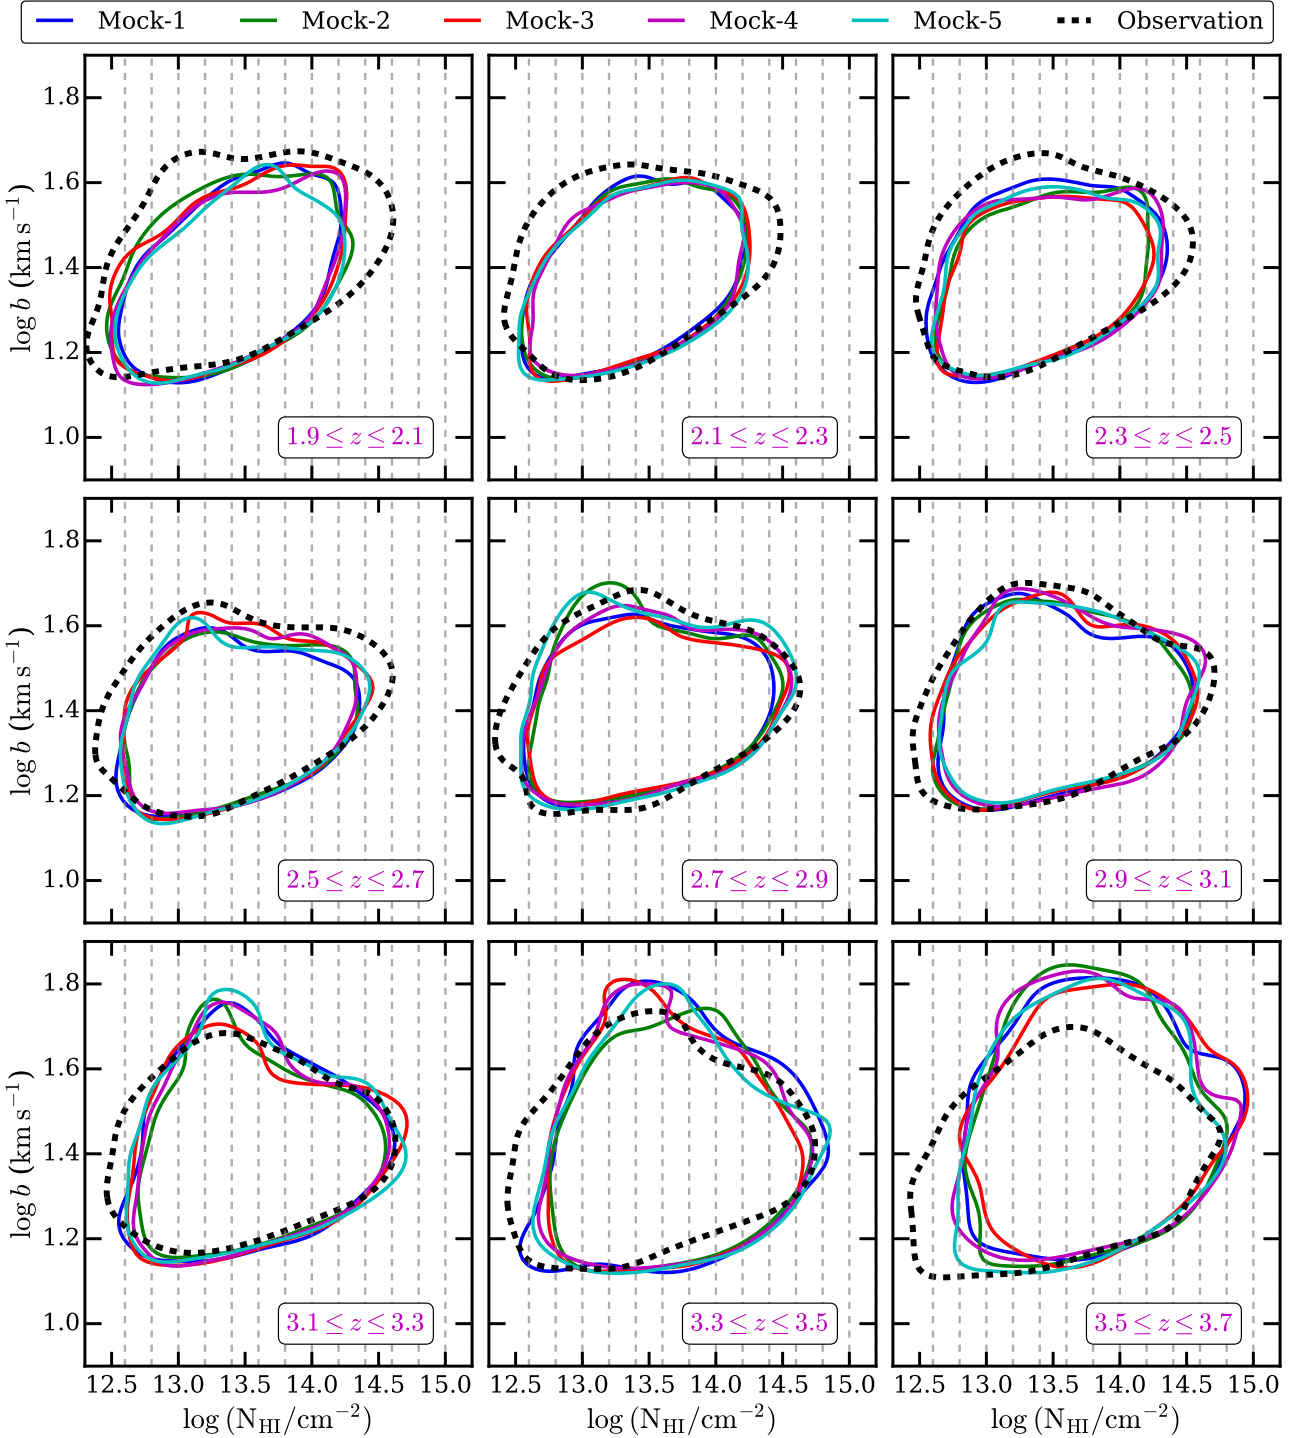 Mock-1 Mock-2 Mock-3 Mock-4 Mock-5 Observation
1.8
1.6
1.4
1.2
1.0
log b (km s⁻¹)
1.9 ≤ z ≤ 2.1
2.1 ≤ z ≤ 2.3
2.3 ≤ z ≤ 2.5
1.8
1.6
1.4
1.2
1.0
log b (km s⁻¹)
2.5 ≤ z ≤ 2.7
2.7 ≤ z ≤ 2.9
2.9 ≤ z ≤ 3.1
1.8
1.6
1.4
1.2
1.0
log b (km s⁻¹)
3.1 ≤ z ≤ 3.3
3.3 ≤ z ≤ 3.5
3.5 ≤ z ≤ 3.7
12.5 13.0 13.5 14.0 14.5 15.0
12.5 13.0 13.5 14.0 14.5 15.0
12.5 13.0 13.5 14.0 14.5 15.0
log (N_HI/cm⁻²)
log (N_HI/cm⁻²)
log (N_HI/cm⁻²)